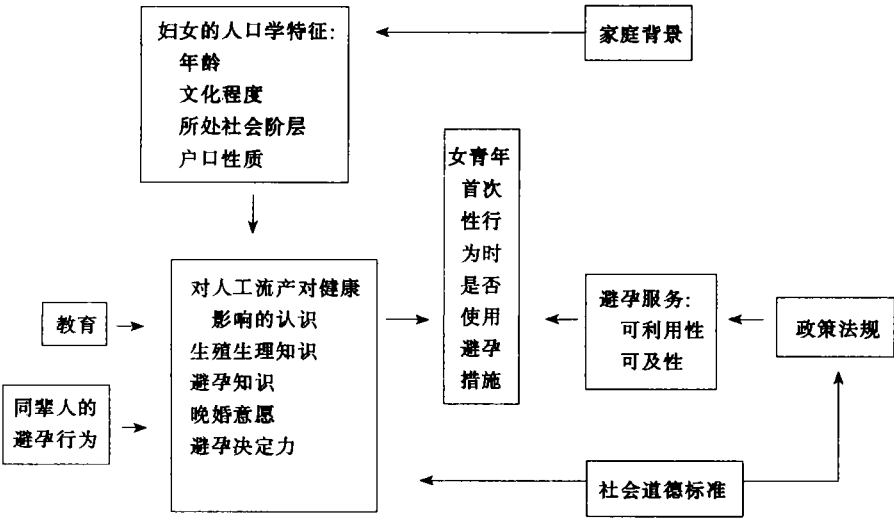 妇女的人口学特征:
年龄
文化程度
所处社会阶层
户口性质
家庭背景
女青年
首次
性行
为时
是否
使用
避孕
措施
对人工流产对健康
影响的认识
生殖生理知识
避孕知识
晚婚意愿
避孕决定力
教育
同辈人的
避孕行为
避孕服务:
可利用性
可及性
政策法规
社会道德标准